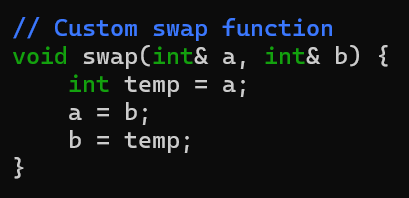 // Custom swap function
void swap(int& a, int& b) {
    int temp = a;
    a = b;
    b = temp;
}